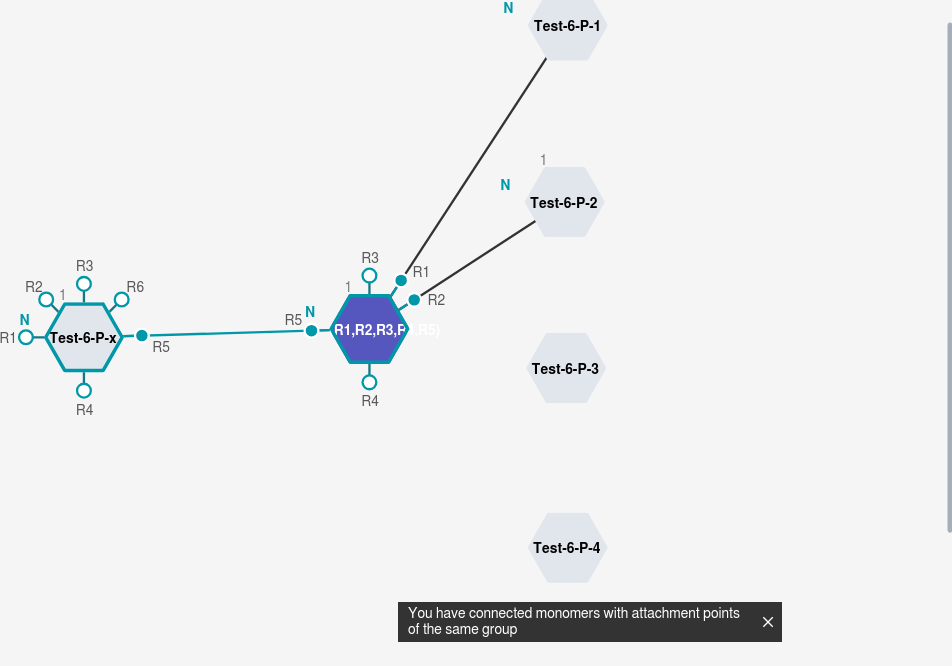 N
Test-6-P-1
1
N
Test-6-P-2
R3
R1
R2
R3
R2
1
R6
1
N
R5
N
R1
Test-6-P-x
R5
R1,R2,R3,R
R5)
R4
R4
Test-6-P-3
Test-6-P-4
You have connected monomers with attachment points
of the same group